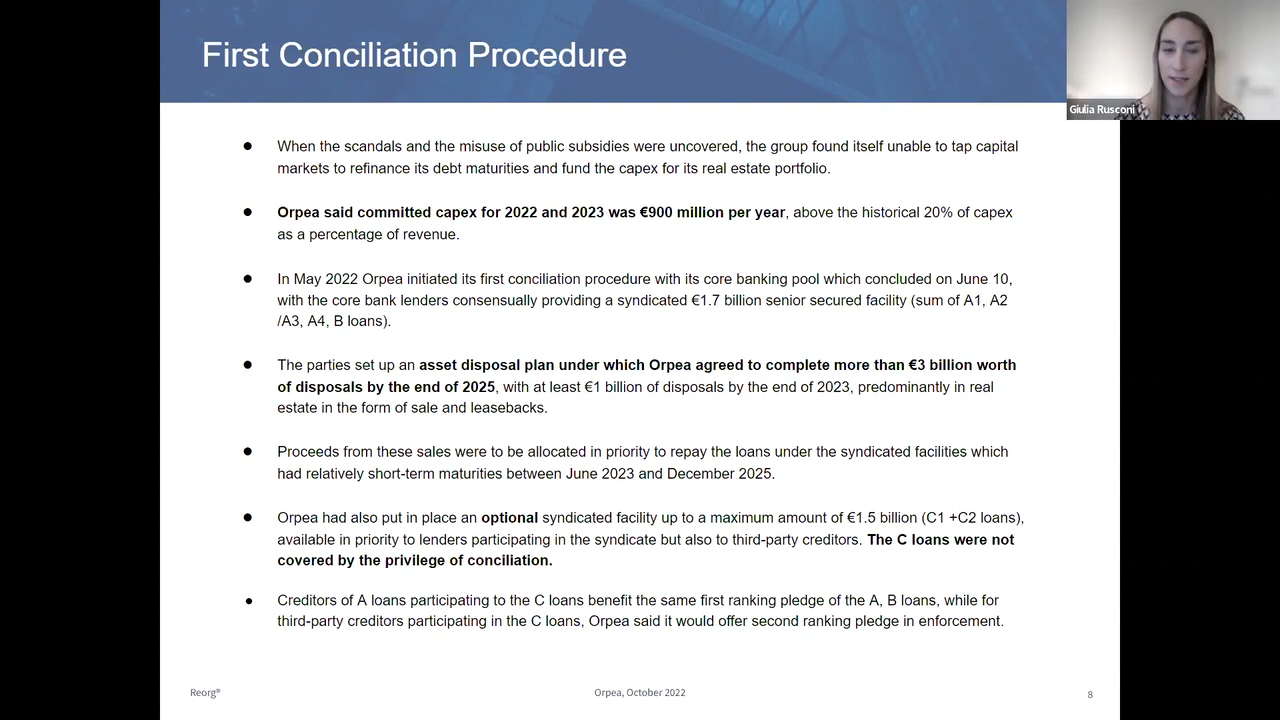 First Conciliation Procedure
Giulia Rusconi
● When the scandals and the misuse of public subsidies were uncovered, the group found itself unable to tap capital
markets to refinance its debt maturities and fund the capex for its real estate portfolio.
● Orpea said committed capex for 2022 and 2023 was €900 million per year, above the historical 20% of capex
as a percentage of revenue.
● In May 2022 Orpea initiated its first conciliation procedure with its core banking pool which concluded on June 10,
with the core bank lenders consensually providing a syndicated €1.7 billion senior secured facility (sum of A1, A2
/A3, A4, B loans).
● The parties set up an asset disposal plan under which Orpea agreed to complete more than €3 billion worth
of disposals by the end of 2025, with at least €1 billion of disposals by the end of 2023, predominantly in real
estate in the form of sale and leasebacks.
● Proceeds from these sales were to be allocated in priority to repay the loans under the syndicated facilities which
had relatively short-term maturities between June 2023 and December 2025.
● Orpea had also put in place an optional syndicated facility up to a maximum amount of €1.5 billion (C1 +C2 loans),
available in priority to lenders participating in the syndicate but also to third-party creditors. The C loans were not
covered by the privilege of conciliation.
● Creditors of A loans participating to the C loans benefit the same first ranking pledge of the A, B loans, while for
third-party creditors participating in the C loans, Orpea said it would offer second ranking pledge in enforcement.
Reorg®
Orpea, October 2022
8